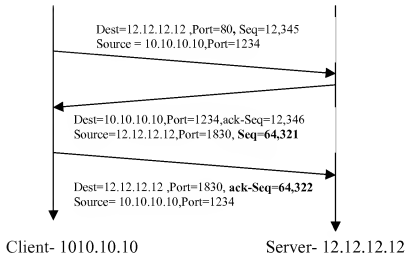 Dest=12.12.12.12 ,Port=80, Seq=12,345
Source = 10.10.10.10,Port=1234
Dest=10.10.10.10,Port=1234,ack-Seq=12,346
Source=12.12.12.12,Port=1830, Seq=64,321
Dest=12.12.12.12 ,Port=1830, ack-Seq=64,322
Source= 10.10.10.10,Port=1234
Client- 1010.10.10
Server- 12.12.12.12